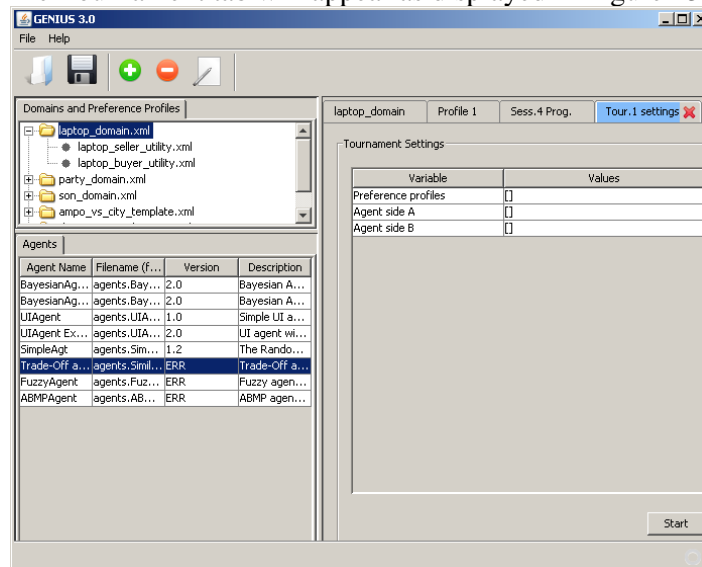 GENIUS 3.0
File Help
Domains and Preference Profiles
laptop_domain.xml
laptop_seller_utility.xml
laptop_buyer_utility.xml
party_domain.xml
son_domain.xml
ampo_vs_city_template.xml
Agents
Agent Name Filename (f... Version Description
BayesianAg... agents.Bay... 2.0 Bayesian A...
BayesianAg... agents.Bay... 2.0 Bayesian A...
UIAgent agents.UIA... 1.0 Simple UI a...
UIAgent Ex... agents.UIA... 2.0 UI agent wi...
SimpleAgt agents.Sim... 1.2 The Rando...
Trade-Off a... agents.Simil... ERR Trade-Off a...
FuzzyAgent agents.Fuz... ERR Fuzzy agen...
ABMPAgent agents.AB... ERR ABMP agen...
laptop_domain Profile 1 Sess.4 Prog. Tour.1 settings
Tournament Settings
Variable Values
Preference profiles []
Agent side A []
Agent side B []
Start